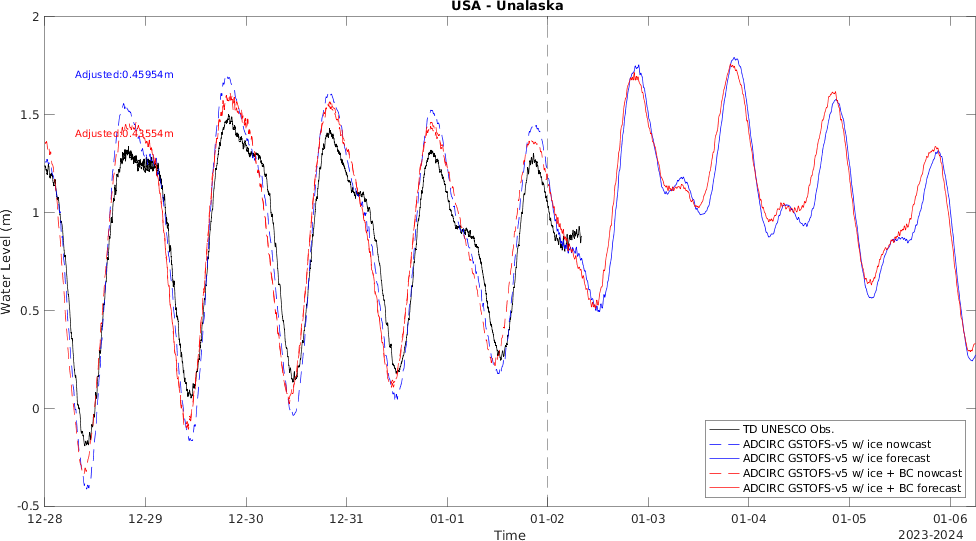 USA - Unalaska
2
Adjusted:0.45954m
1.5
Adjusted:0.43554m
1
Water Level (m)
0.5
0
-0.5
TD UNESCO Obs.
ADCIRC GSTOFS-v5 w/ ice nowcast
ADCIRC GSTOFS-v5 w/ ice forecast
ADCIRC GSTOFS-v5 w/ ice + BC nowcast
ADCIRC GSTOFS-v5 w/ ice + BC forecast
12-28 12-29 12-30 12-31 01-01 01-02 01-03 01-04 01-05 01-06
Time
2023-2024